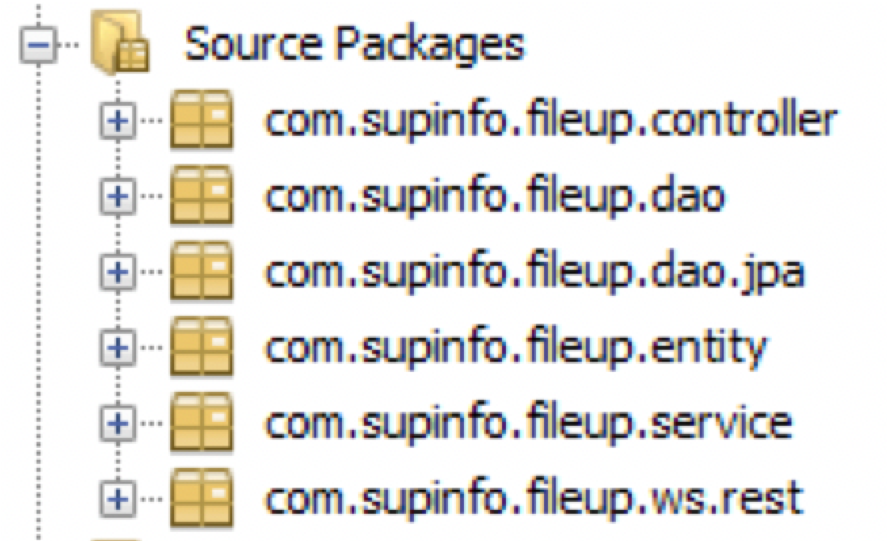 Source Packages
com.supinfo.fileup.controller
com.supinfo.fileup.dao
com.supinfo.fileup.dao.jpa
com.supinfo.fileup.entity
com.supinfo.fileup.service
com.supinfo.fileup.ws.rest